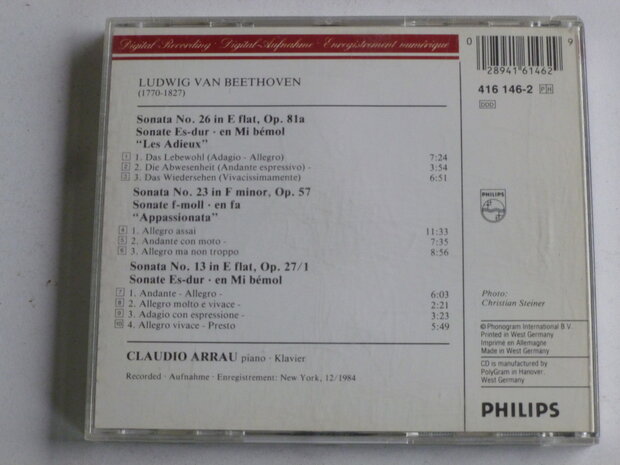 Digital-Recording · Digital-Aufnahme · Enregistrement numérique
LUDWIG VAN BEETHOVEN
(1770-1827)
Sonata No. 26 in E flat, Op. 81a
Sonate Es-dur · en Mi bémol
“Les Adieux”
1 1. Das Lebewohl (Adagio - Allegro) 7:24
2 2. Die Abwesenheit (Andante espressivo) - 3:54
3 3. Das Wiedersehen (Vivacissimamente) 6:51
Sonata No. 23 in F minor, Op. 57
Sonate f-moll · en fa
“Appassionata”
4 1. Allegro assai 11:33
5 2. Andante con moto - 7:35
6 3. Allegro ma non troppo 8:56
Sonata No. 13 in E flat, Op. 27/1
Sonate Es-dur · en Mi bémol
7 1. Andante - Allegro - 6:03
8 2. Allegro molto e vivace - 2:21
9 3. Adagio con espressione - 3:23
10 4. Allegro vivace - Presto 5:49
CLAUDIO ARRAU piano · Klavier
Recorded · Aufnahme · Enregistrement: New York, 12/1984
0 28941 61462 9
416 146-2 PH
DDD
PHILIPS
Photo:
Christian Steiner
℗ Phonogram International B.V.
Printed in West Germany
Imprimé en Allemagne
Made in West Germany
CD is manufactured by
PolyGram in Hanover,
West Germany
PHILIPS